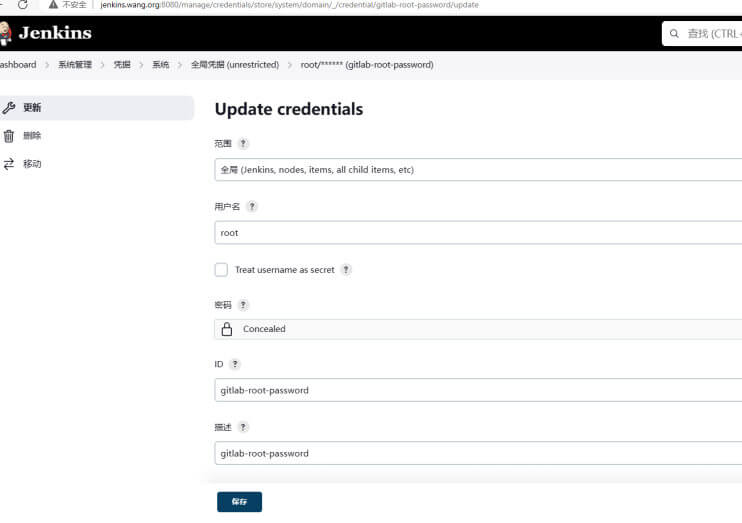 不安全 jenkins.wang.org:8080/manage/credentials/store/system/domain/_/credential/gitlab-root-password/update
Jenkins
查找 (CTRL+
ashboard > 系统管理 > 凭据 > 系统 > 全局凭据 (unrestricted) > root/****** (gitlab-root-password)
更新
删除
移动
Update credentials
范围 ?
全局 (Jenkins, nodes, items, all child items, etc)
用户名 ?
root
Treat username as secret ?
密码 ?
Concealed
ID ?
gitlab-root-password
描述 ?
gitlab-root-password
保存